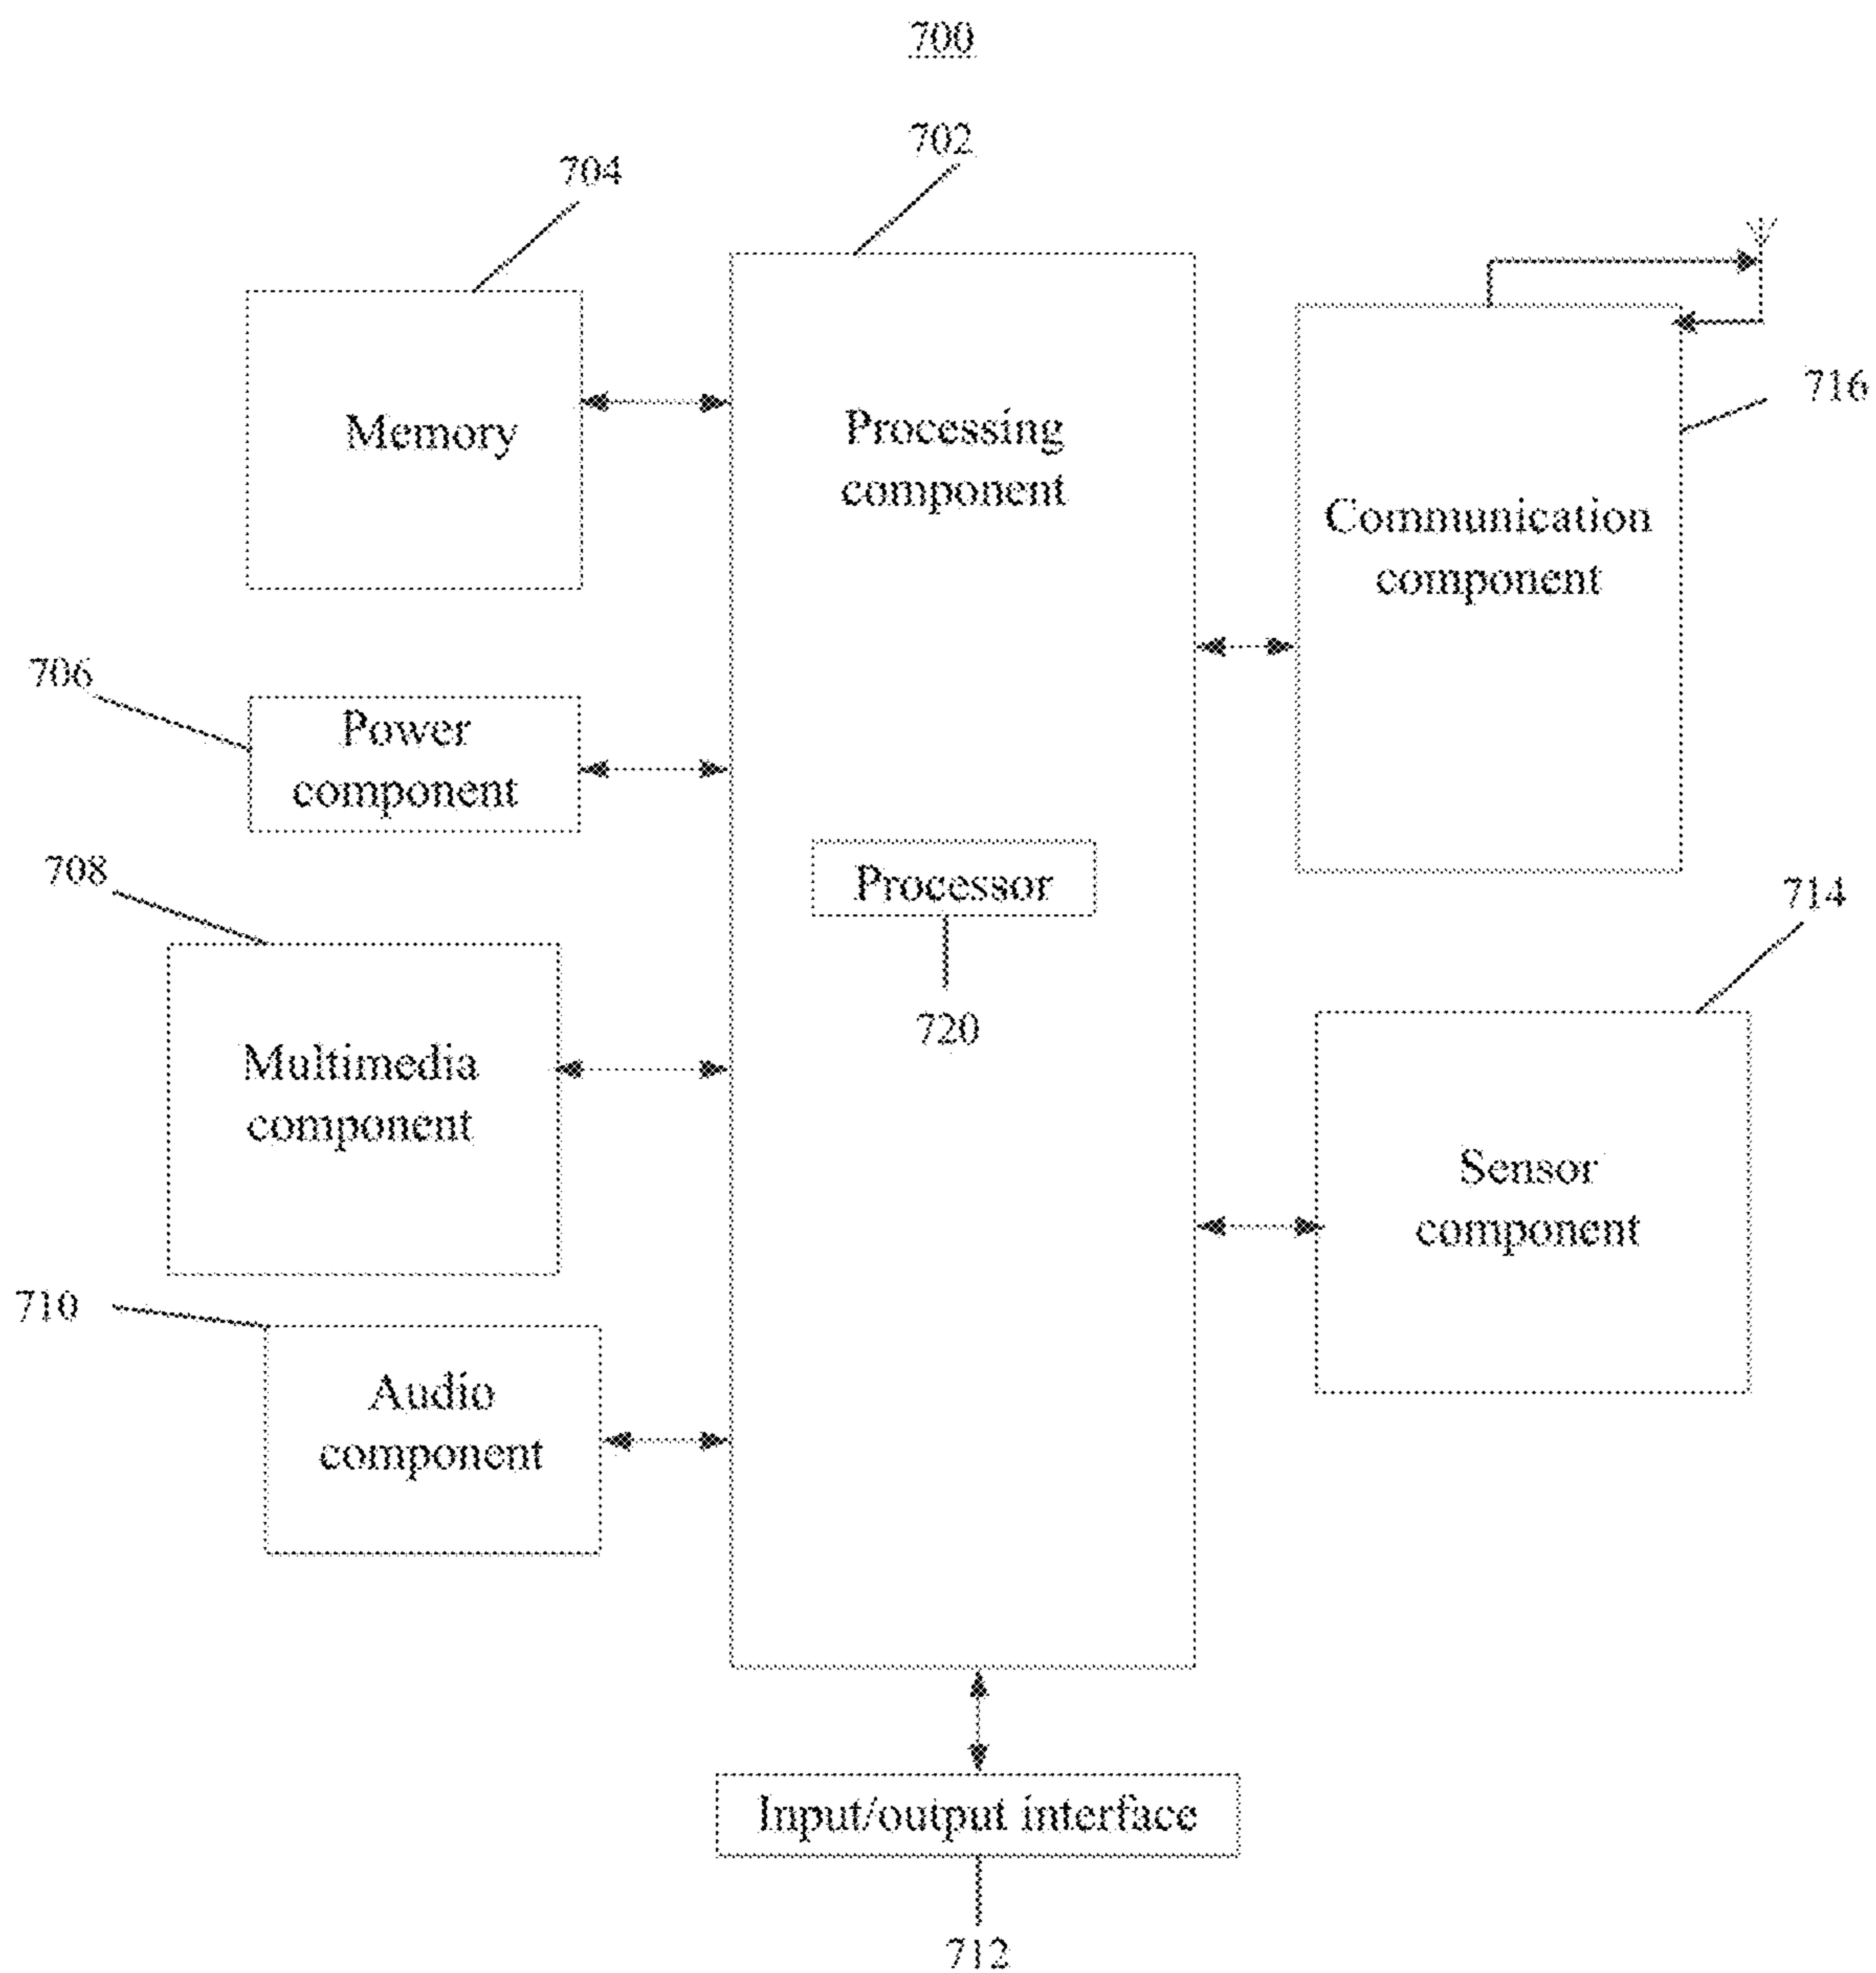 700
702
704
Memory
Processing
component
716
Communication
component
706
Power
component
708
Processor
720
714
Multimedia
component
Sensor
component
710
Audio
component
Input/output interface
712